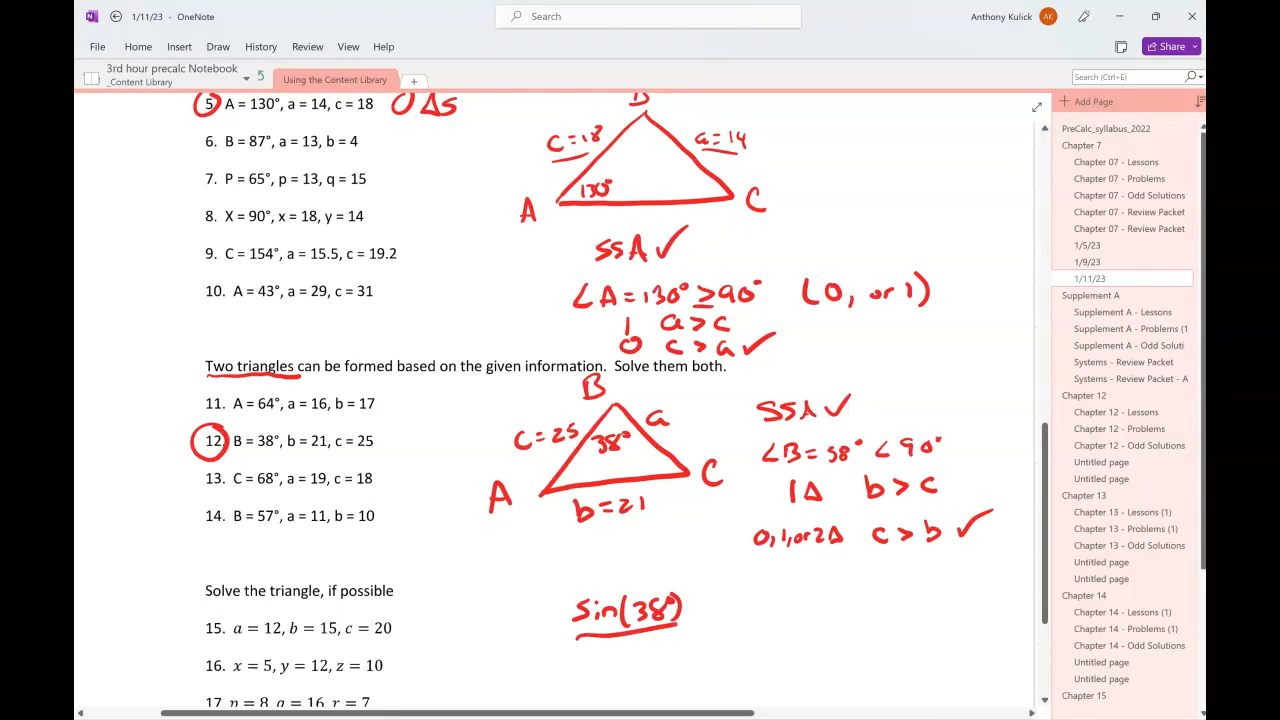 1/11/23 - OneNote
Search
Anthony Kulick
AK
File Home Insert Draw History Review View Help
Share
3rd hour precalc Notebook
_Content Library
5
Using the Content Library
+
Search (Ctrl+E)
5. A = 130°, a = 14, c = 18
0 Δs
6. B = 87°, a = 13, b = 4
7. P = 65°, p = 13, q = 15
8. X = 90°, x = 18, y = 14
9. C = 154°, a = 15.5, c = 19.2
10. A = 43°, a = 29, c = 31
B
c = 18
a = 14
130°
A
C
SSA ✓
∠A = 130° ≥ 90° (0, or 1)
1 a > c
0 c > a ✓
Two triangles can be formed based on the given information. Solve them both.
11. A = 64°, a = 16, b = 17
12. B = 38°, b = 21, c = 25
13. C = 68°, a = 19, c = 18
14. B = 57°, a = 11, b = 10
B
c = 25
a
38°
A
C
b = 21
SSA ✓
∠B = 38° < 90°
1Δ b > c
0, 1, or 2Δ c > b ✓
Solve the triangle, if possible
15. a = 12, b = 15, c = 20
16. x = 5, y = 12, z = 10
17. p = 8, q = 16, r = 7
sin(38°)
Add Page
PreCalc_syllabus_2022
Chapter 7
Chapter 07 - Lessons
Chapter 07 - Problems
Chapter 07 - Odd Solutions
Chapter 07 - Review Packet
Chapter 07 - Review Packet
1/5/23
1/9/23
1/11/23
Supplement A
Supplement A - Lessons
Supplement A - Problems (1
Supplement A - Odd Soluti
Systems - Review Packet
Systems - Review Packet - A
Chapter 12
Chapter 12 - Lessons
Chapter 12 - Problems
Chapter 12 - Odd Solutions
Untitled page
Untitled page
Chapter 13
Chapter 13 - Lessons (1)
Chapter 13 - Problems (1)
Chapter 13 - Odd Solutions
Untitled page
Untitled page
Chapter 14
Chapter 14 - Lessons (1)
Chapter 14 - Problems (1)
Chapter 14 - Odd Solutions
Untitled page
Untitled page
Chapter 15